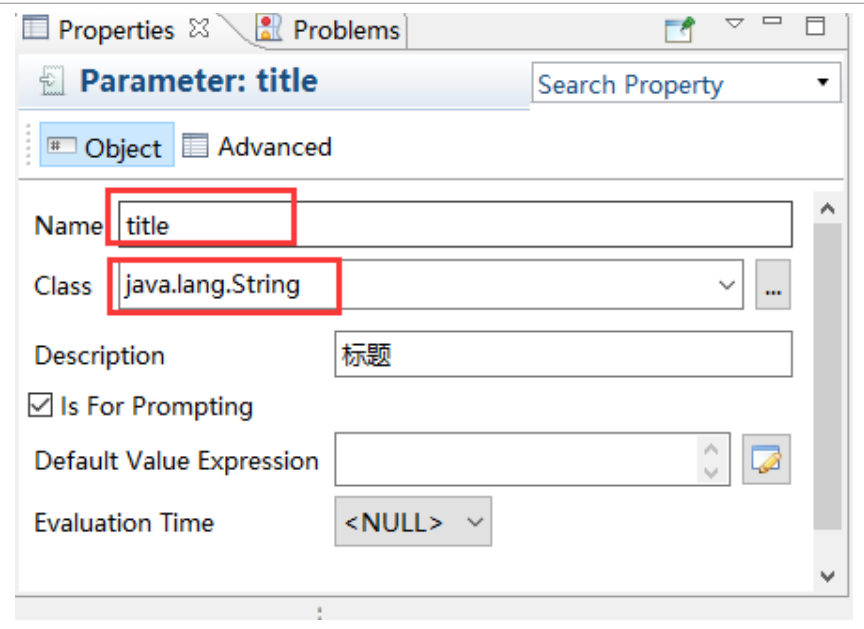 Properties Problems
Parameter: title Search Property
# Object Advanced
Name title
Class java.lang.String ...
Description 标题
Is For Prompting
Default Value Expression
Evaluation Time <NULL>